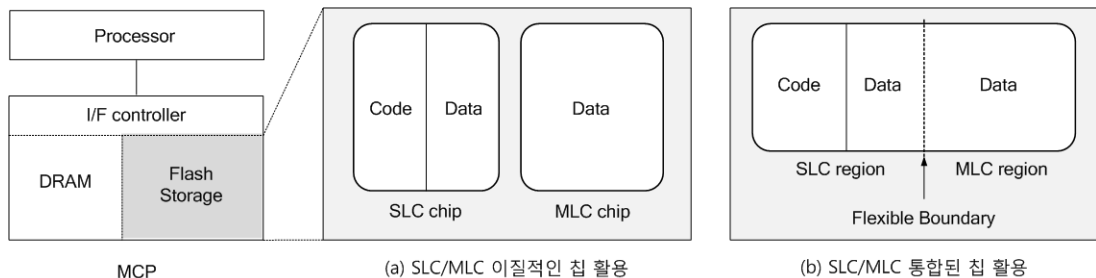 Processor
I/F controller
DRAM
Flash
Storage
MCP
Code
Data
Data
SLC chip
MLC chip
(a) SLC/MLC 이질적인 칩 활용
Code
Data
Data
SLC region
MLC region
Flexible Boundary
(b) SLC/MLC 통합된 칩 활용